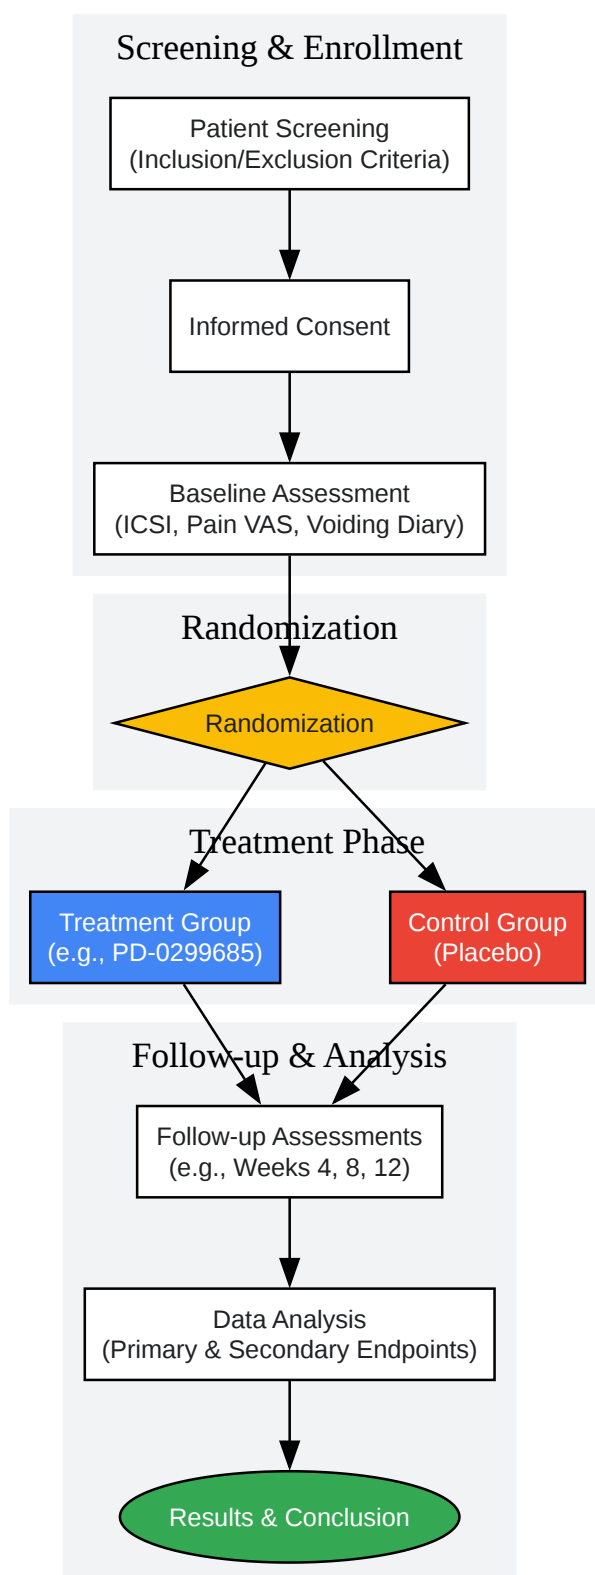 Screening & Enrollment
Patient Screening
(Inclusion/Exclusion Criteria)
Informed Consent
Baseline Assessment
(ICSI, Pain VAS, Voiding Diary)
Randomization
Randomization
Treatment Phase
Treatment Group
(e.g., PD-0299685)
Control Group
(Placebo)
Follow-up & Analysis
Follow-up Assessments
(e.g., Weeks 4, 8, 12)
Data Analysis
(Primary & Secondary Endpoints)
Results & Conclusion